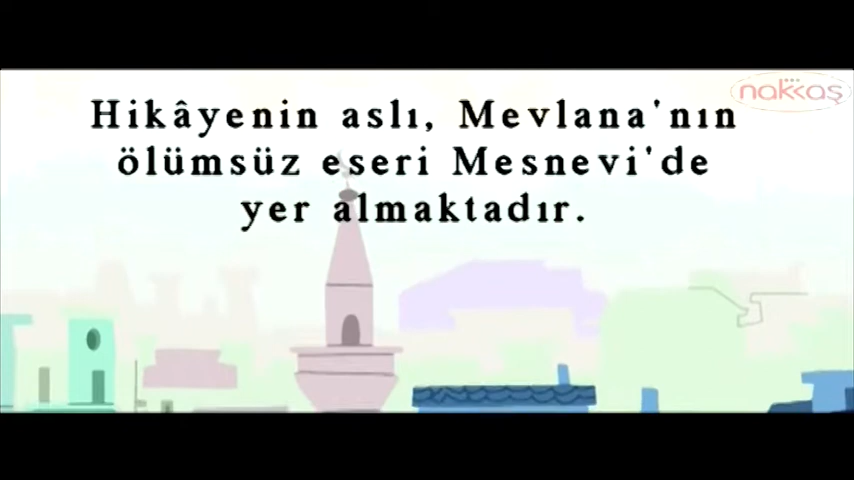 nakkaş
Hikâyenin aslı, Mevlana'nın
ölümsüz eseri Mesnevi'de
yer almaktadır.